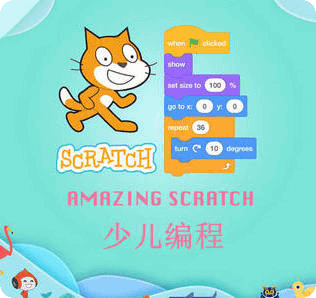 when clicked
show
set size to 100 %
go to x: 0 y: 0
repeat 36
turn 10 degrees
SCRATCH
AMAZING SCRATCH
少儿编程